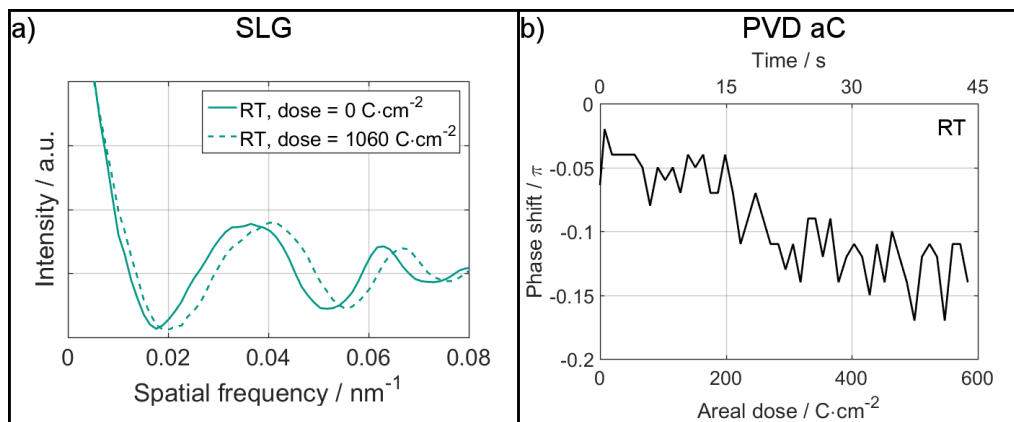 a)
SLG
RT, dose = 0 C·cm⁻²
RT, dose = 1060 C·cm⁻²
Intensity / a.u.
0 0.02 0.04 0.06 0.08
Spatial frequency / nm⁻¹
b)
PVD aC
Time / s
0 15 30 45
RT
Phase shift / π
0
-0.05
-0.1
-0.15
-0.2
0 200 400 600
Areal dose / C·cm⁻²